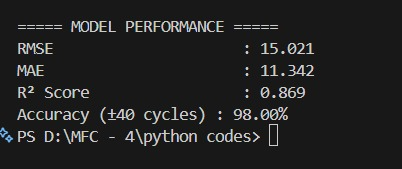 ===== MODEL PERFORMANCE =====
RMSE : 15.021
MAE : 11.342
R² Score : 0.869
Accuracy (±40 cycles) : 98.00%
PS D:\MFC - 4\python codes>